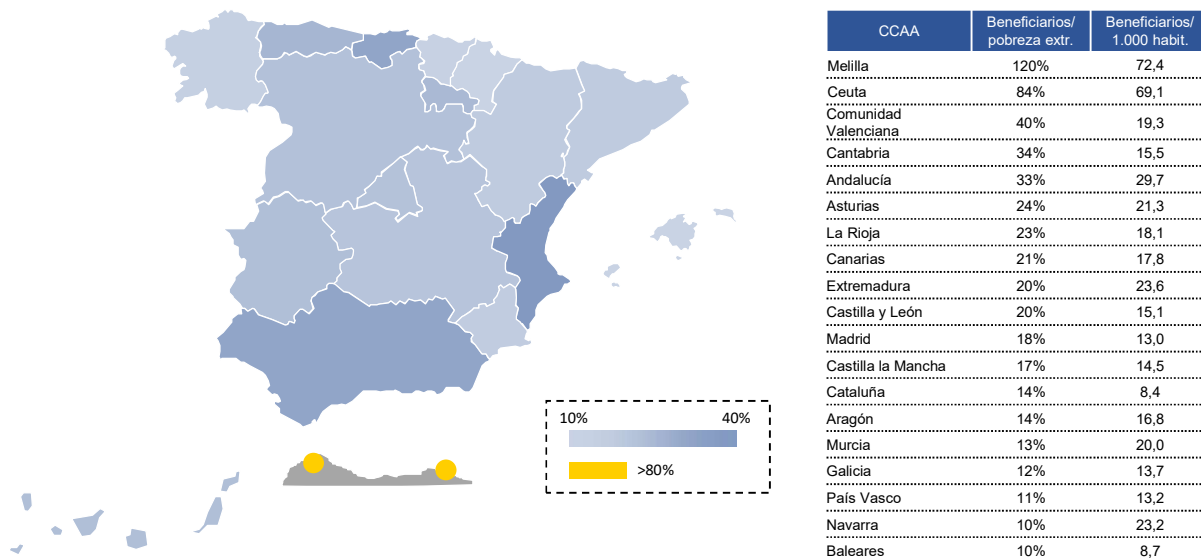 10%
40%
>80%
CCAA Beneficiarios/ pobreza extr. Beneficiarios/ 1.000 habit.
Melilla 120% 72,4
Ceuta 84% 69,1
Comunidad
Valenciana 40% 19,3
Cantabria 34% 15,5
Andalucía 33% 29,7
Asturias 24% 21,3
La Rioja 23% 18,1
Canarias 21% 17,8
Extremadura 20% 23,6
Castilla y León 20% 15,1
Madrid 18% 13,0
Castilla la Mancha 17% 14,5
Cataluña 14% 8,4
Aragón 14% 16,8
Murcia 13% 20,0
Galicia 12% 13,7
País Vasco 11% 13,2
Navarra 10% 23,2
Baleares 10% 8,7